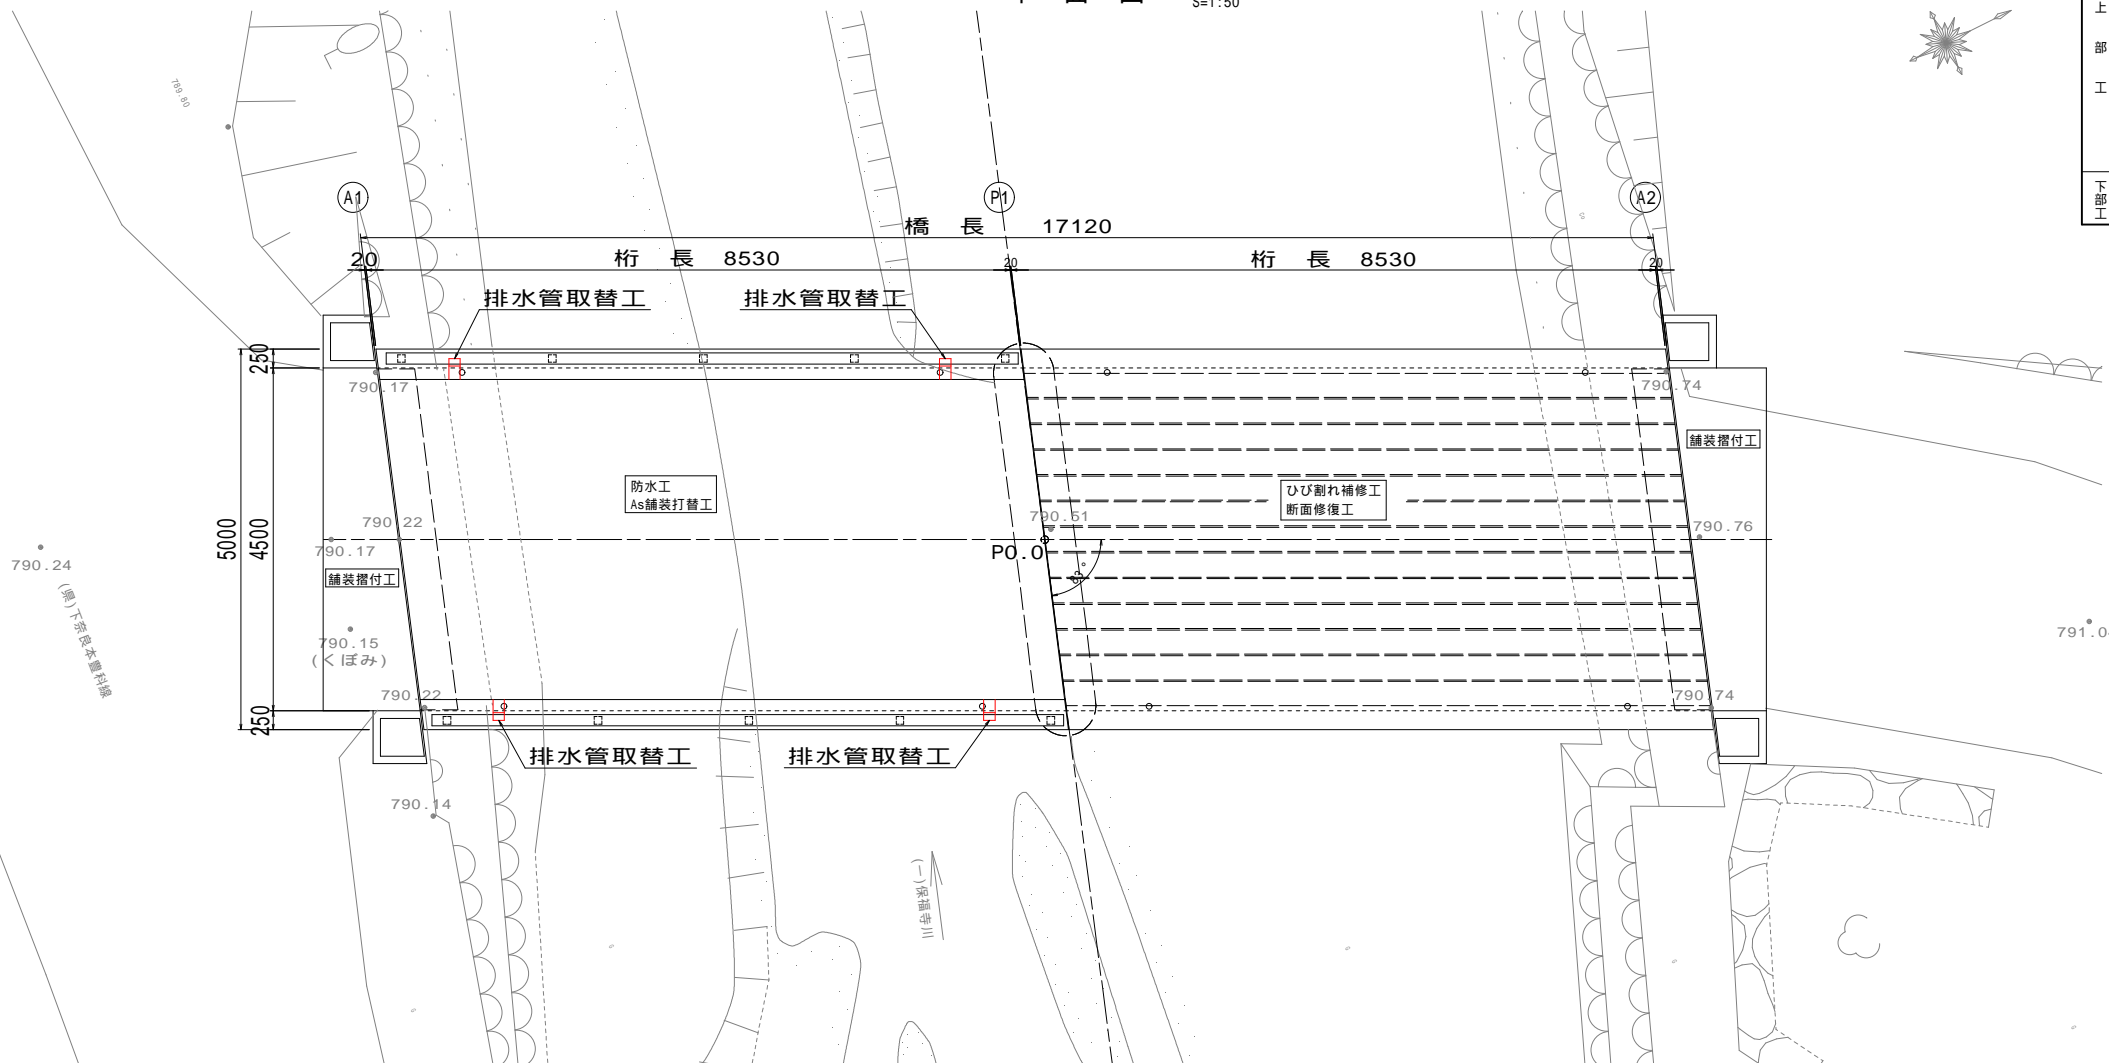 S=1:50
上
部
工
789.80
A1
P1
A2
下部工
橋 長 17120
20
桁 長 8530
20
桁 長 8530
20
排水管取替工
排水管取替工
250
790.17
790.74
舗装摺付工
防水工
As舗装打替工
ひび割れ補修工
断面修復工
790.22
790.51
790.76
5000
4500
790.17
P0.0
790.24
舗装摺付工
(県)下奈良本豊科線
790.15
(くぼみ)
791.0
790.22
790.74
250
排水管取替工
排水管取替工
790.14
(一)保福寺川